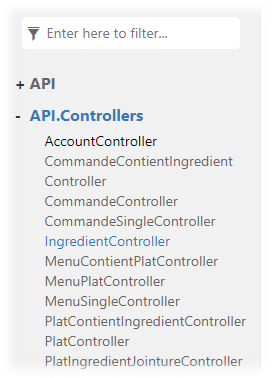 Enter here to filter...
+ API
- API.Controllers
AccountController
CommandeContientIngredient
Controller
CommandeController
CommandeSingleController
IngredientController
MenuContientPlatController
MenuPlatController
MenuSingleController
PlatContientIngredientController
PlatController
PlatIngredientJointureController